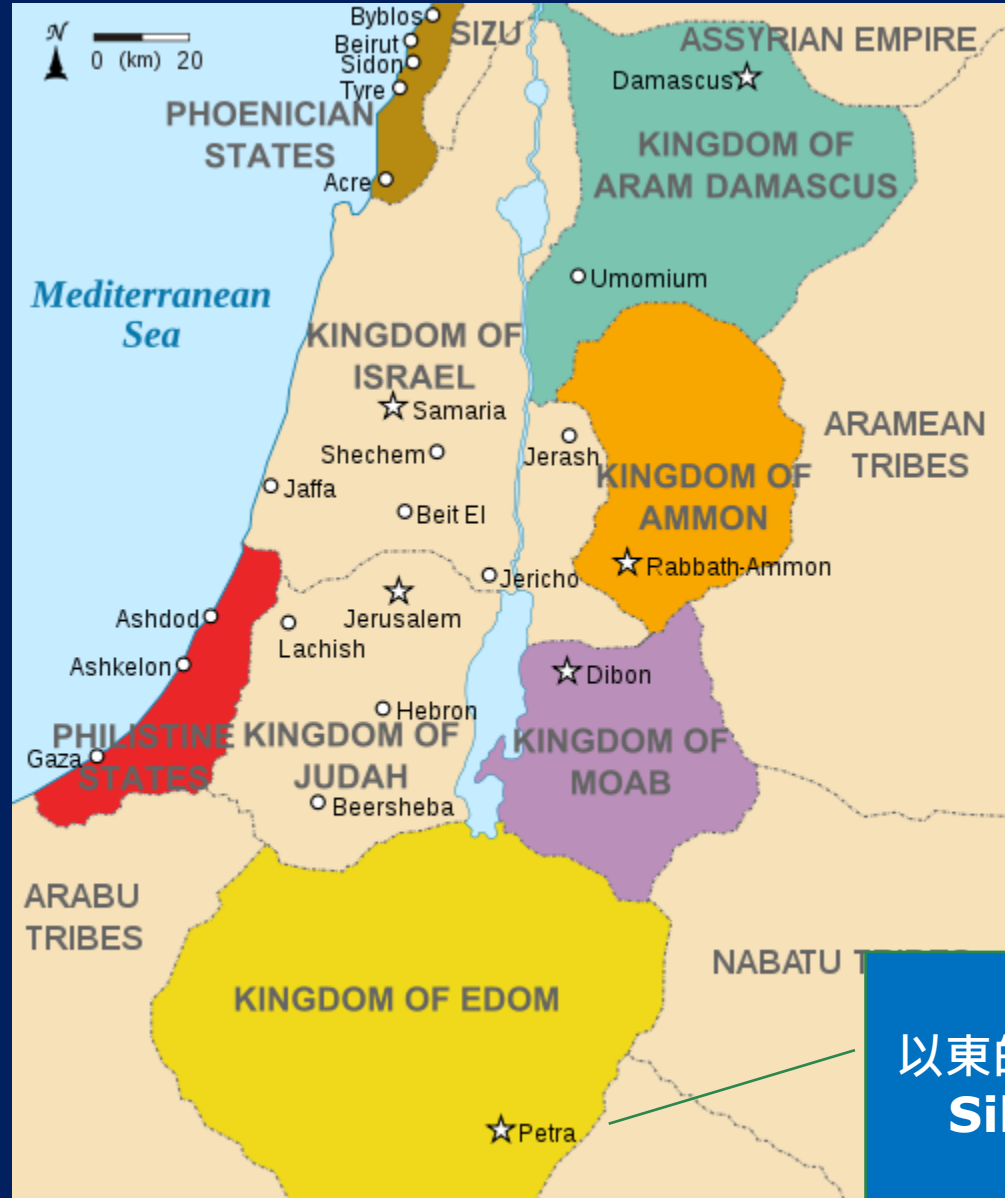 N
0 (km) 20
Byblos
Beirut
Sidon
Tyre
SIZU
ASSYRIAN EMPIRE
Damascus
PHOENICIAN
STATES
Acre
KINGDOM OF
ARAM DAMASCUS
Umomium
Mediterranean
Sea
KINGDOM OF
ISRAEL
Samaria
Shechem
Jerash
Jaffa
Beit El
ARAMEAN
TRIBES
KINGDOM OF
AMMON
Rabbath-Ammon
Jericho
Jerusalem
Ashdod
Lachish
Ashkelon
Dibon
Hebron
PHILISTINE
STATES
Gaza
KINGDOM OF
JUDAH
KINGDOM OF
MOAB
Beersheba
ARABU
TRIBES
NABATU
KINGDOM OF EDOM
Petra
以東